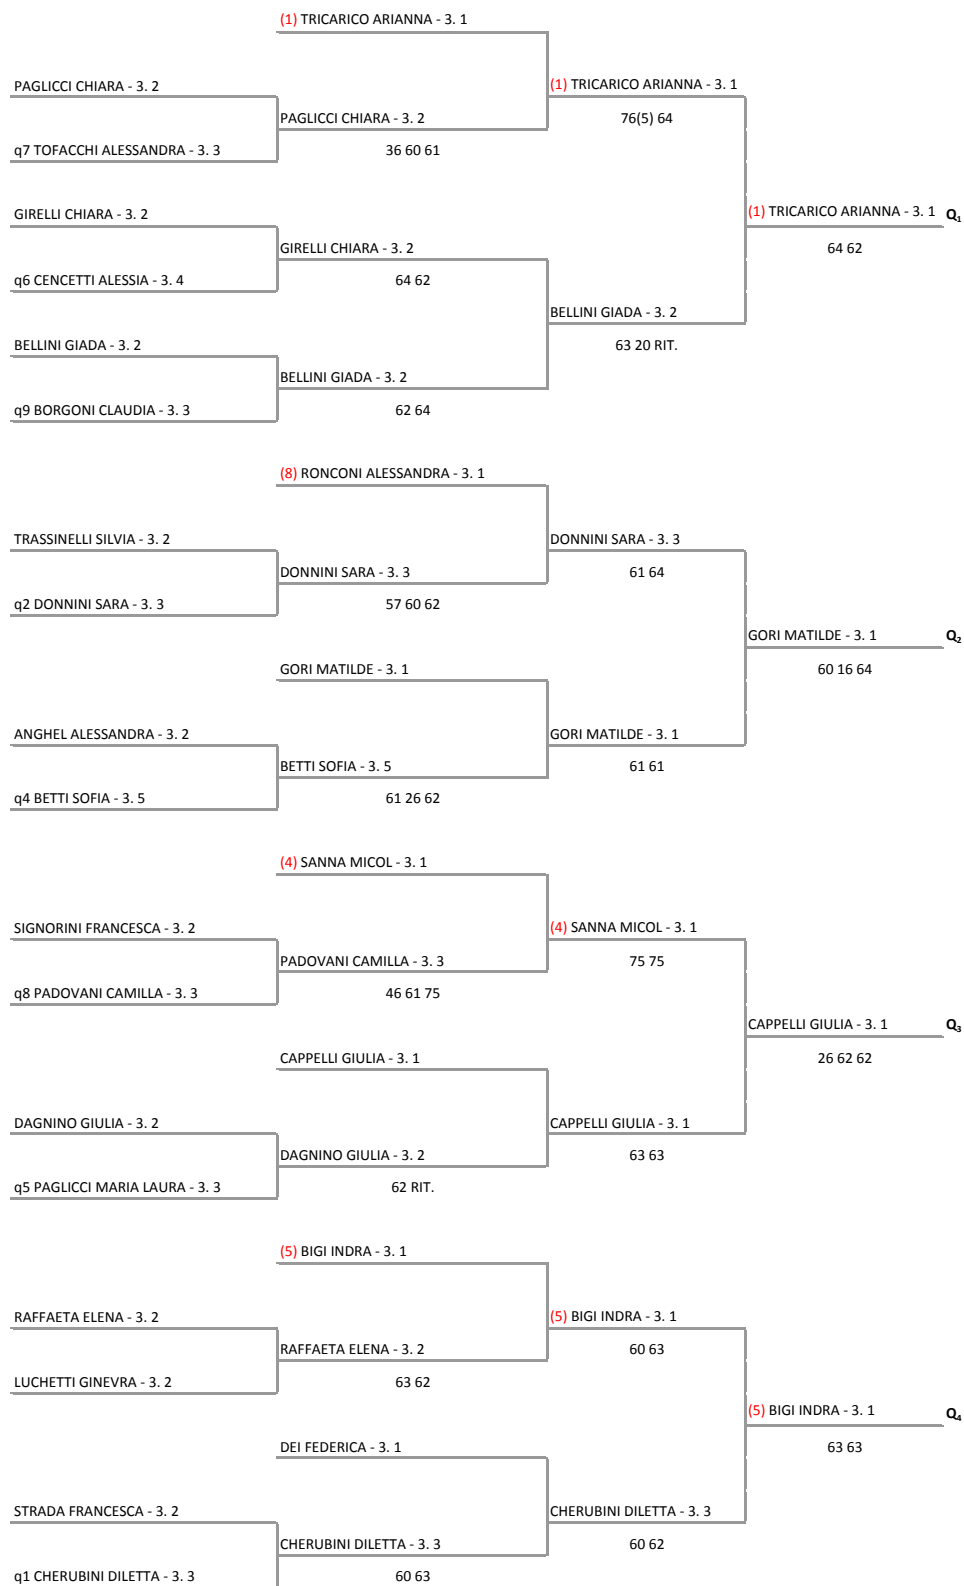 (1) TRICARICO ARIANNA - 3. 1
PAGLICCI CHIARA - 3. 2
(1) TRICARICO ARIANNA - 3. 1
PAGLICCI CHIARA - 3. 2
76(5) 64
q7 TOFACCHI ALESSANDRA - 3. 3
36 60 61
GIRELLI CHIARA - 3. 2
(1) TRICARICO ARIANNA - 3. 1
Q₁
GIRELLI CHIARA - 3. 2
64 62
q6 CENCETTI ALESSIA - 3. 4
64 62
BELLINI GIADA - 3. 2
BELLINI GIADA - 3. 2
63 20 RIT.
BELLINI GIADA - 3. 2
q9 BORGONI CLAUDIA - 3. 3
62 64
(8) RONCONI ALESSANDRA - 3. 1
TRASSINELLI SILVIA - 3. 2
DONNINI SARA - 3. 3
DONNINI SARA - 3. 3
61 64
q2 DONNINI SARA - 3. 3
57 60 62
GORI MATILDE - 3. 1
Q₂
GORI MATILDE - 3. 1
60 16 64
ANGHEL ALESSANDRA - 3. 2
GORI MATILDE - 3. 1
BETTI SOFIA - 3. 5
61 61
q4 BETTI SOFIA - 3. 5
61 26 62
(4) SANNA MICOL - 3. 1
SIGNORINI FRANCESCA - 3. 2
(4) SANNA MICOL - 3. 1
PADOVANI CAMILLA - 3. 3
75 75
q8 PADOVANI CAMILLA - 3. 3
46 61 75
CAPPELLI GIULIA - 3. 1
Q₃
CAPPELLI GIULIA - 3. 1
26 62 62
DAGNINO GIULIA - 3. 2
CAPPELLI GIULIA - 3. 1
DAGNINO GIULIA - 3. 2
63 63
q5 PAGLICCI MARIA LAURA - 3. 3
62 RIT.
(5) BIGI INDRA - 3. 1
RAFFAETA ELENA - 3. 2
(5) BIGI INDRA - 3. 1
RAFFAETA ELENA - 3. 2
60 63
LUCHETTI GINEVRA - 3. 2
63 62
(5) BIGI INDRA - 3. 1
Q₄
DEI FEDERICA - 3. 1
63 63
STRADA FRANCESCA - 3. 2
CHERUBINI DILETTA - 3. 3
CHERUBINI DILETTA - 3. 3
60 62
q1 CHERUBINI DILETTA - 3. 3
60 63